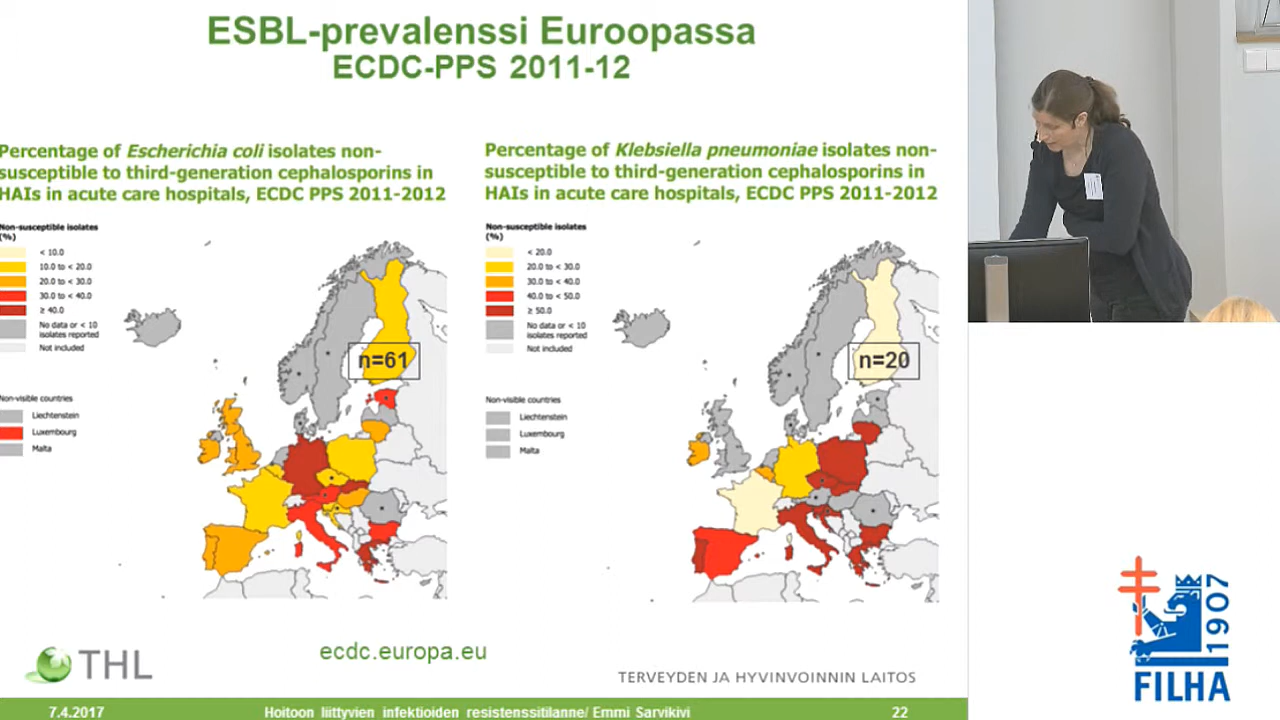 ESBL-prevalenssi Euroopassa
ECDC-PPS 2011-12
Percentage of Escherichia coli isolates non-
susceptible to third-generation cephalosporins in
HAIs in acute care hospitals, ECDC PPS 2011-2012
Non-susceptible isolates
(%)
< 10.0
10.0 to < 20.0
20.0 to < 30.0
30.0 to < 40.0
≥ 40.0
No data or < 10
isolates reported
Not included
Non-visible countries
Liechtenstein
Luxembourg
Malta
n=61
Percentage of Klebsiella pneumoniae isolates non-
susceptible to third-generation cephalosporins in
HAIs in acute care hospitals, ECDC PPS 2011-2012
Non-susceptible isolates
(%)
< 20.0
20.0 to < 30.0
30.0 to < 40.0
40.0 to < 50.0
≥ 50.0
No data or < 10
isolates reported
Not included
Non-visible countries
Liechtenstein
Luxembourg
Malta
n=20
ecdc.europa.eu
THL
TERVEYDEN JA HYVINVOINNIN LAITOS
7.4.2017
Hoitoon liittyvien infektioiden resistenssitilanne/ Emmi Sarvikivi
22
1907
FILHA